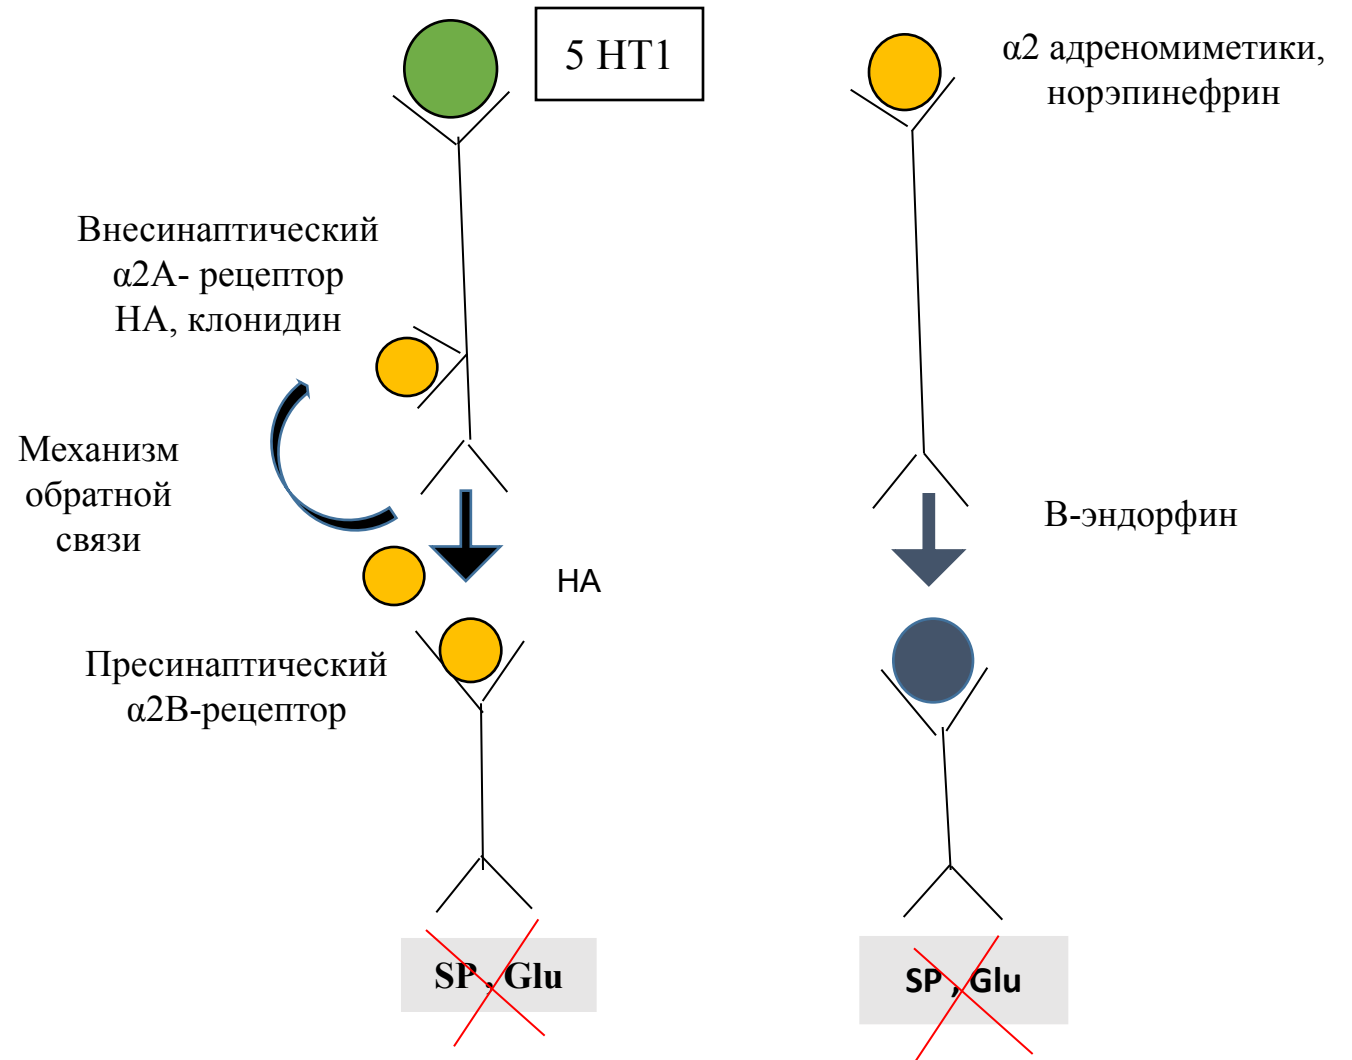 5 HT1
α2 адреномиметики,
норэпинефрин
Внесинаптический
α2А- рецептор
НА, клонидин
Механизм
обратной
связи
В-эндорфин
НА
Пресинаптический
α2В-рецептор
SP , Glu
SP , Glu